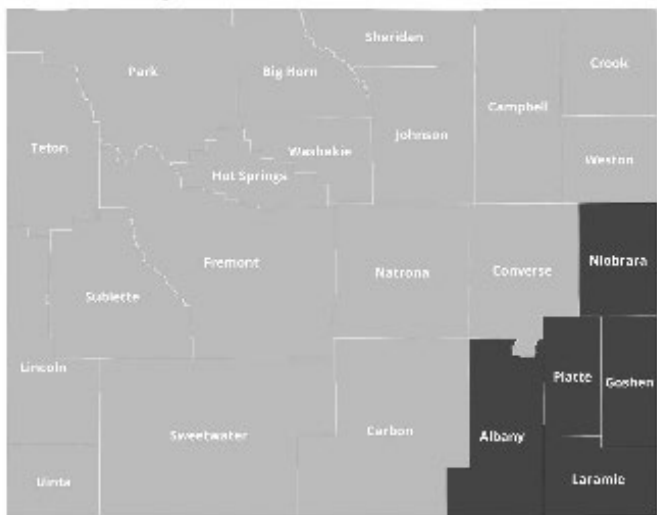 Sheridan
Crook
Park
Big Horn
Campbell
Johnson
Teton
Washakie
Weston
Hot Springs
Fremont
Natrona
Converse
Niobrara
Sublette
Lincoln
Platte
Goshen
Sweetwater
Carbon
Albany
Uinta
Laramie